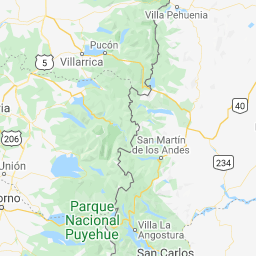 Villa Pehuenia
Pucón
5
Villarrica
40
206
San Martín
de los Andes
234
Unión
Parque
Nacional
Puyehue
orno
Villa La
Angostura
San Carlos